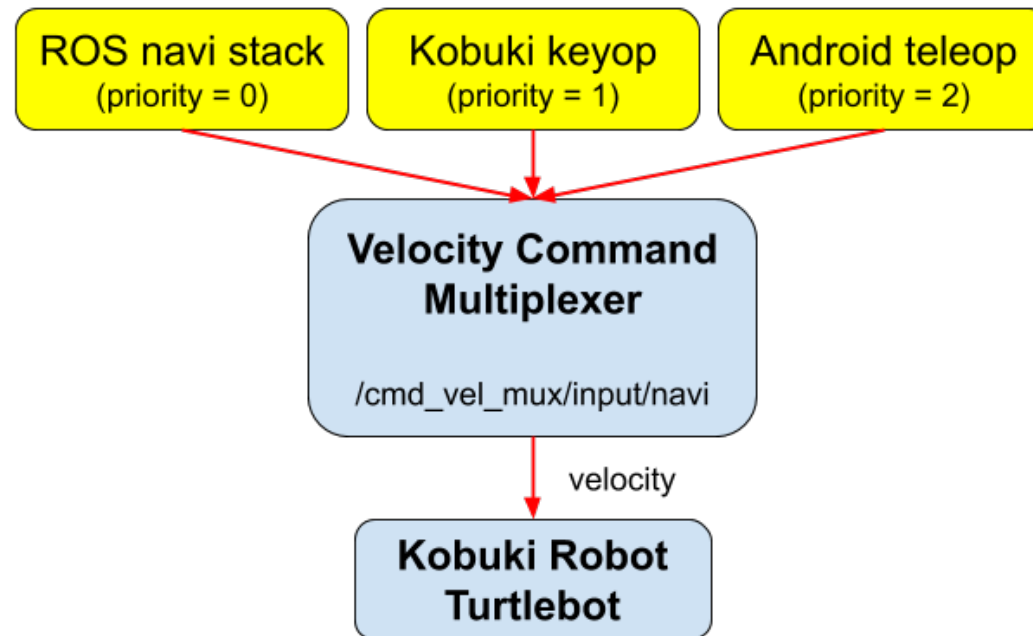 ROS navi stack
(priority = 0)
Kobuki keyop
(priority = 1)
Android teleop
(priority = 2)
Velocity Command
Multiplexer
/cmd_vel_mux/input/navi
velocity
Kobuki Robot
Turtlebot